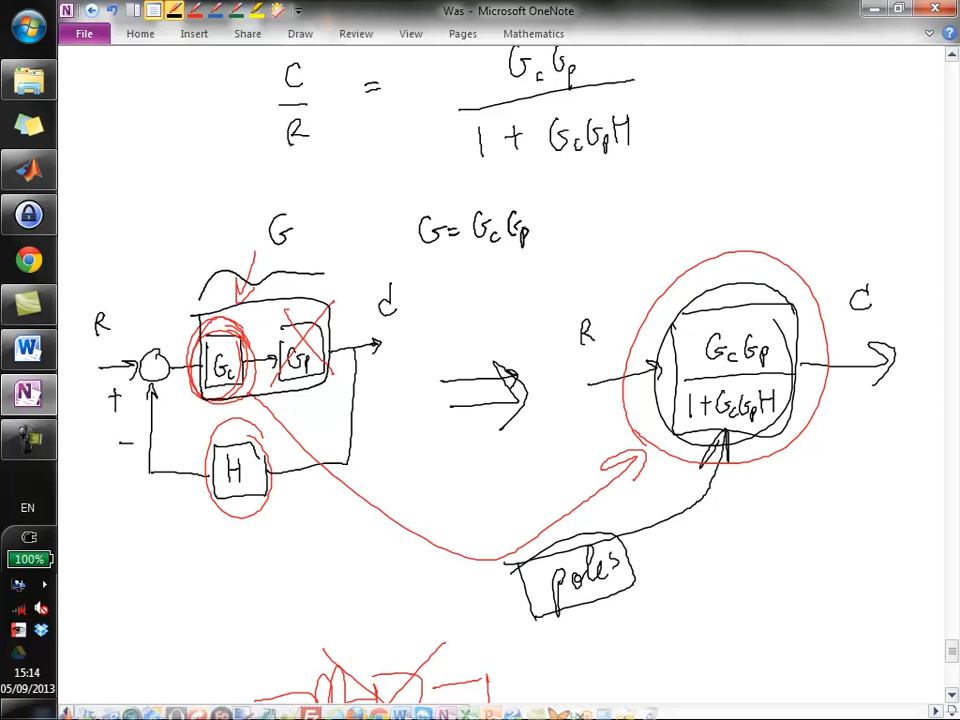 Was - Microsoft OneNote
File Home Insert Share Draw Review View Pages Mathematics
C/R = GcGp / 1 + GcGpH
G
G = GcGp
R
Gc
Gp
C
+
-
H
R
GcGp
1+GcGpH
C
poles
EN
100%
15:14
05/09/2013